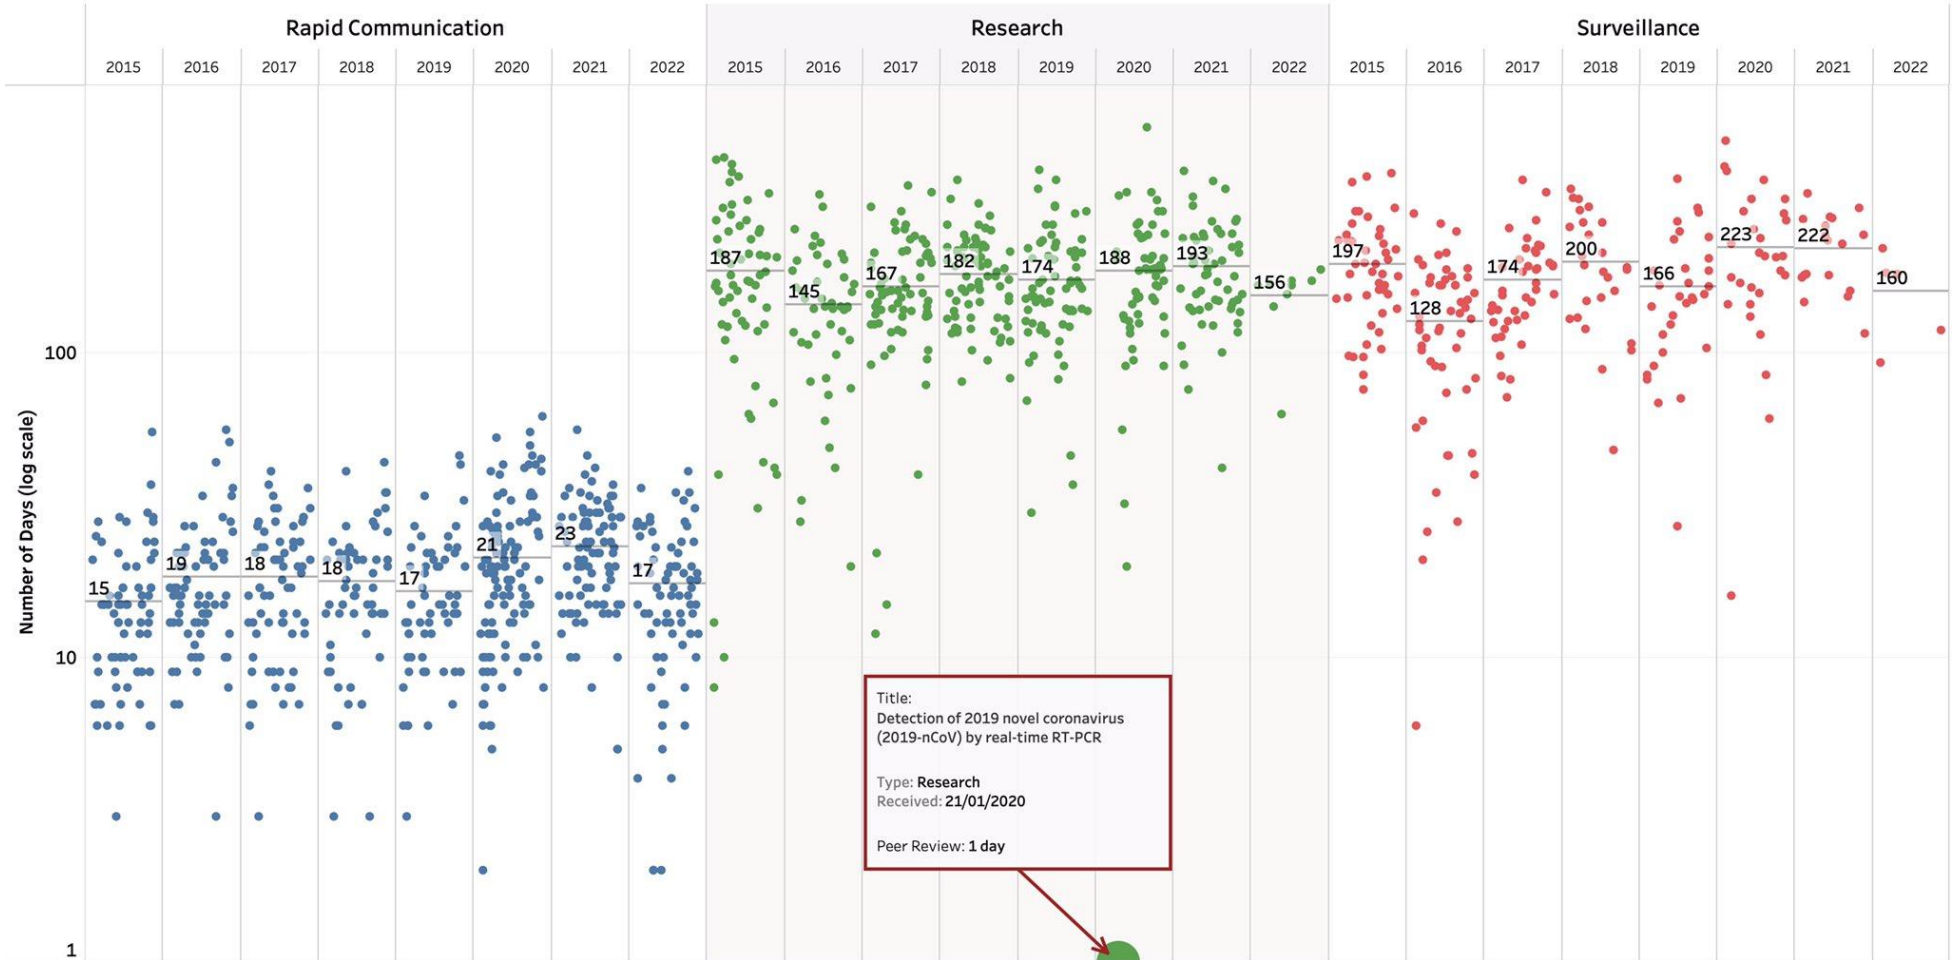 Rapid Communication
Research
Surveillance
2015 2016 2017 2018 2019 2020 2021 2022 2015 2016 2017 2018 2019 2020 2021 2022 2015 2016 2017 2018 2019 2020 2021 2022
Number of Days (log scale)
100
10
1
15 19 18 18 17 21 23 17
187 145 167 182 174 188 193 156
197 128 174 200 166 223 222 160
Title:
Detection of 2019 novel coronavirus
(2019-nCoV) by real-time RT-PCR
Type: Research
Received: 21/01/2020
Peer Review: 1 day